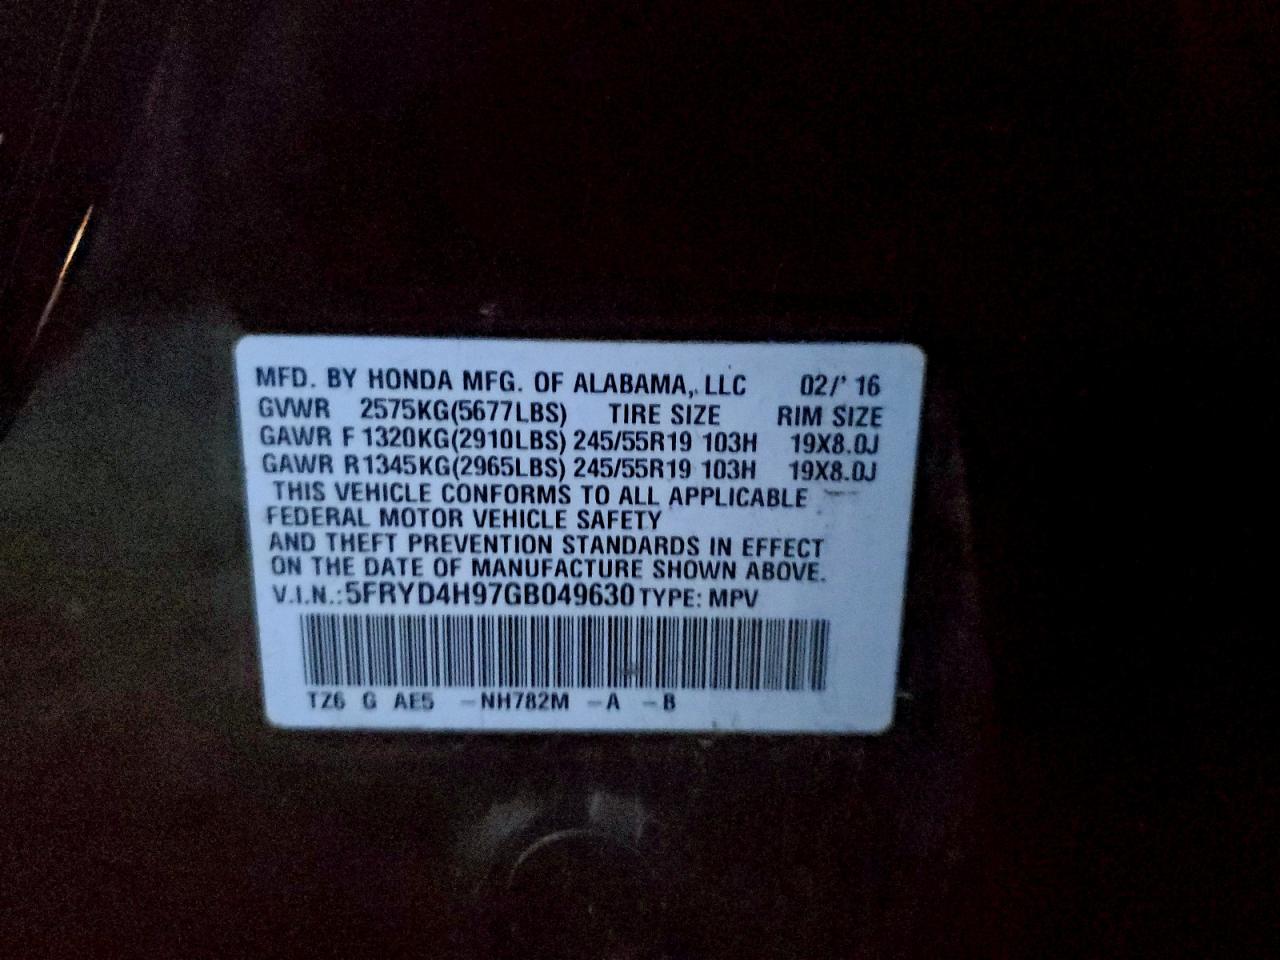 MFD. BY HONDA MFG. OF ALABAMA, LLC 02/' 16
GVWR 2575KG(5677LBS) TIRE SIZE RIM SIZE
GAWR F 1320KG(2910LBS) 245/55R19 103H 19X8.0J
GAWR R 1345KG(2965LBS) 245/55R19 103H 19X8.0J
THIS VEHICLE CONFORMS TO ALL APPLICABLE
FEDERAL MOTOR VEHICLE SAFETY
AND THEFT PREVENTION STANDARDS IN EFFECT
ON THE DATE OF MANUFACTURE SHOWN ABOVE.
V.I.N.: 5FRYD4H97GB049630 TYPE: MPV
TZ6 G AE5 -NH782M -A -B